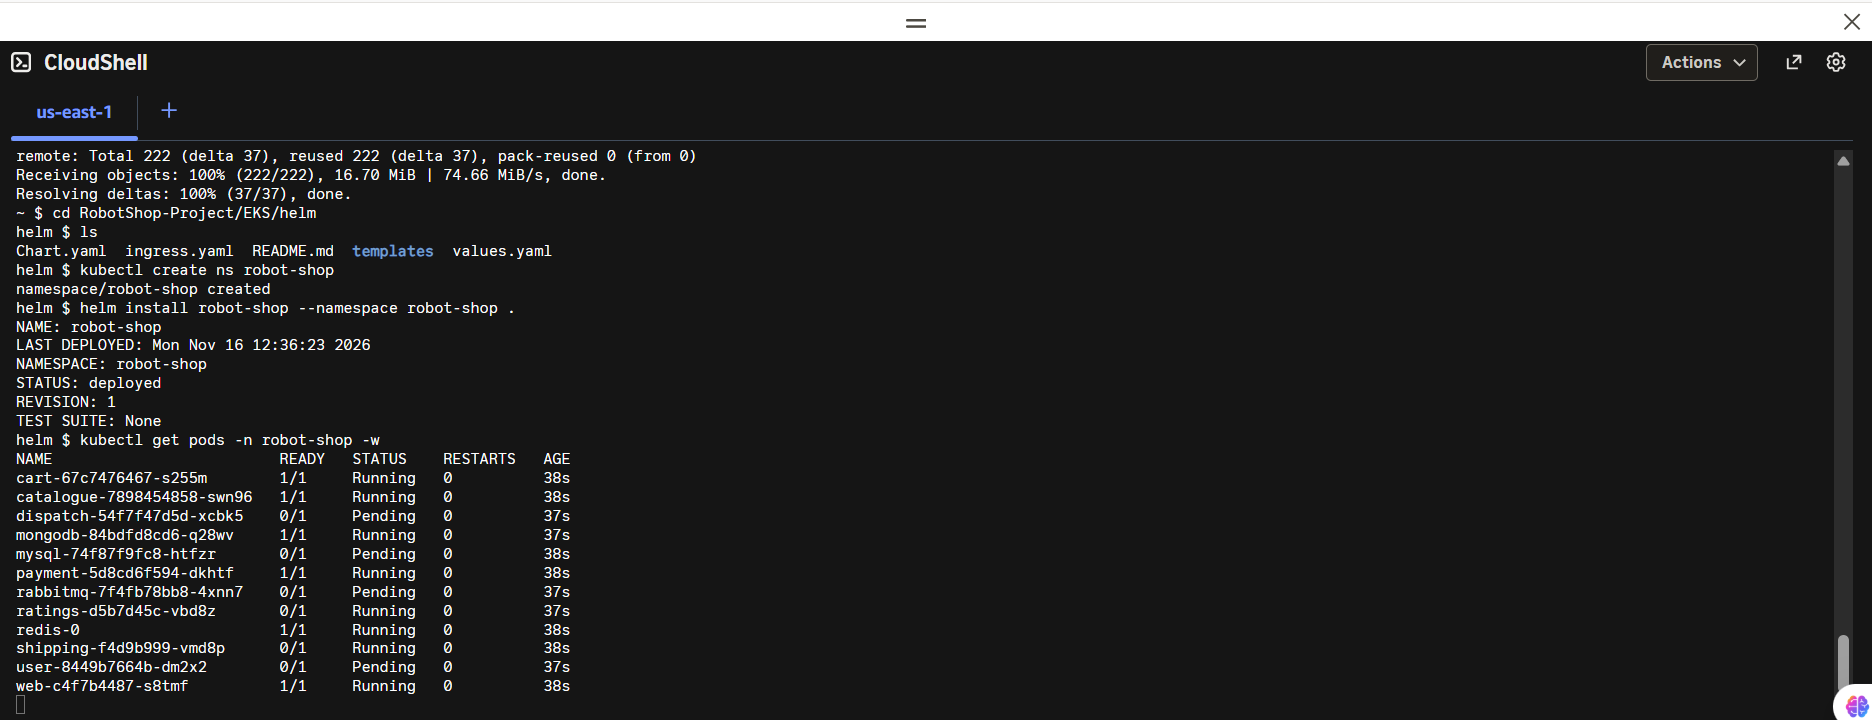 CloudShell
Actions
us-east-1
remote: Total 222 (delta 37), reused 222 (delta 37), pack-reused 0 (from 0)
Receiving objects: 100% (222/222), 16.70 MiB | 74.66 MiB/s, done.
Resolving deltas: 100% (37/37), done.
~ $ cd RobotShop-Project/EKS/helm
helm $ ls
Chart.yaml  ingress.yaml  README.md  templates  values.yaml
helm $ kubectl create ns robot-shop
namespace/robot-shop created
helm $ helm install robot-shop --namespace robot-shop .
NAME: robot-shop
LAST DEPLOYED: Mon Nov 16 12:36:23 2026
NAMESPACE: robot-shop
STATUS: deployed
REVISION: 1
TEST SUITE: None
helm $ kubectl get pods -n robot-shop -w
NAME                         READY   STATUS    RESTARTS   AGE
cart-67c7476467-s255m        1/1     Running   0          38s
catalogue-7898454858-swn96   1/1     Running   0          38s
dispatch-54f7f47d5d-xcbk5    0/1     Pending   0          37s
mongodb-84bdfd8cd6-q28wv     1/1     Running   0          37s
mysql-74f87f9fc8-htfzr       0/1     Pending   0          38s
payment-5d8cd6f594-dkhtf     1/1     Running   0          38s
rabbitmq-7f4fb78bb8-4xnn7    0/1     Pending   0          37s
ratings-d5b7d45c-vbd8z       0/1     Running   0          37s
redis-0                      1/1     Running   0          38s
shipping-f4d9b999-vmd8p      0/1     Running   0          38s
user-8449b7664b-dm2x2        0/1     Pending   0          37s
web-c4f7b4487-s8tmf          1/1     Running   0          38s